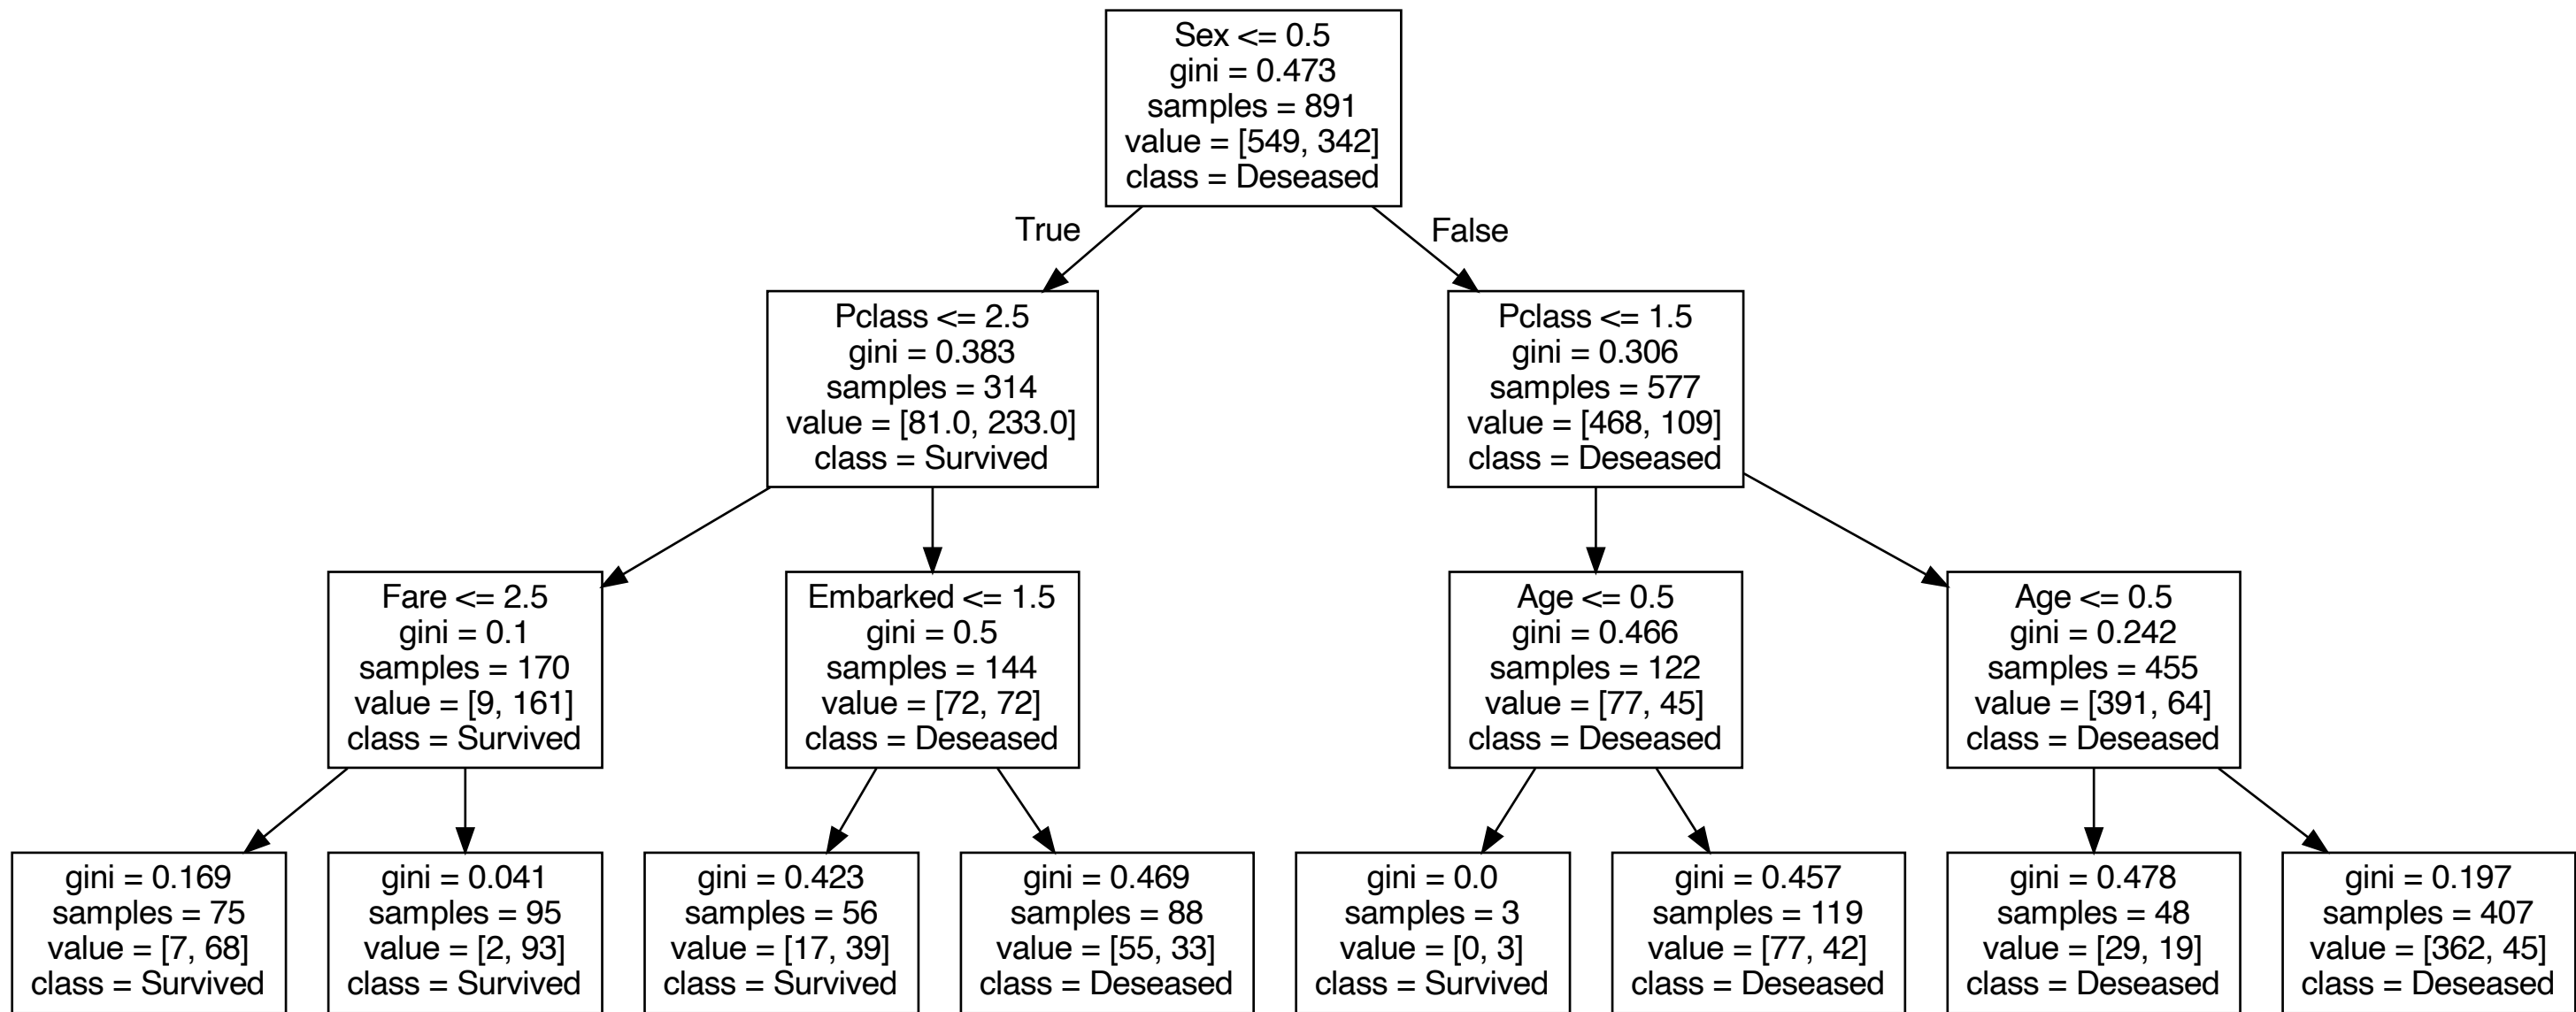 Sex <= 0.5
gini = 0.473
samples = 891
value = [549, 342]
class = Deseased
True
False
Pclass <= 2.5
gini = 0.383
samples = 314
value = [81.0, 233.0]
class = Survived
Pclass <= 1.5
gini = 0.306
samples = 577
value = [468, 109]
class = Deseased
Fare <= 2.5
gini = 0.1
samples = 170
value = [9, 161]
class = Survived
Embarked <= 1.5
gini = 0.5
samples = 144
value = [72, 72]
class = Deseased
Age <= 0.5
gini = 0.466
samples = 122
value = [77, 45]
class = Deseased
Age <= 0.5
gini = 0.242
samples = 455
value = [391, 64]
class = Deseased
gini = 0.169
samples = 75
value = [7, 68]
class = Survived
gini = 0.041
samples = 95
value = [2, 93]
class = Survived
gini = 0.423
samples = 56
value = [17, 39]
class = Survived
gini = 0.469
samples = 88
value = [55, 33]
class = Deseased
gini = 0.0
samples = 3
value = [0, 3]
class = Survived
gini = 0.457
samples = 119
value = [77, 42]
class = Deseased
gini = 0.478
samples = 48
value = [29, 19]
class = Deseased
gini = 0.197
samples = 407
value = [362, 45]
class = Deseased